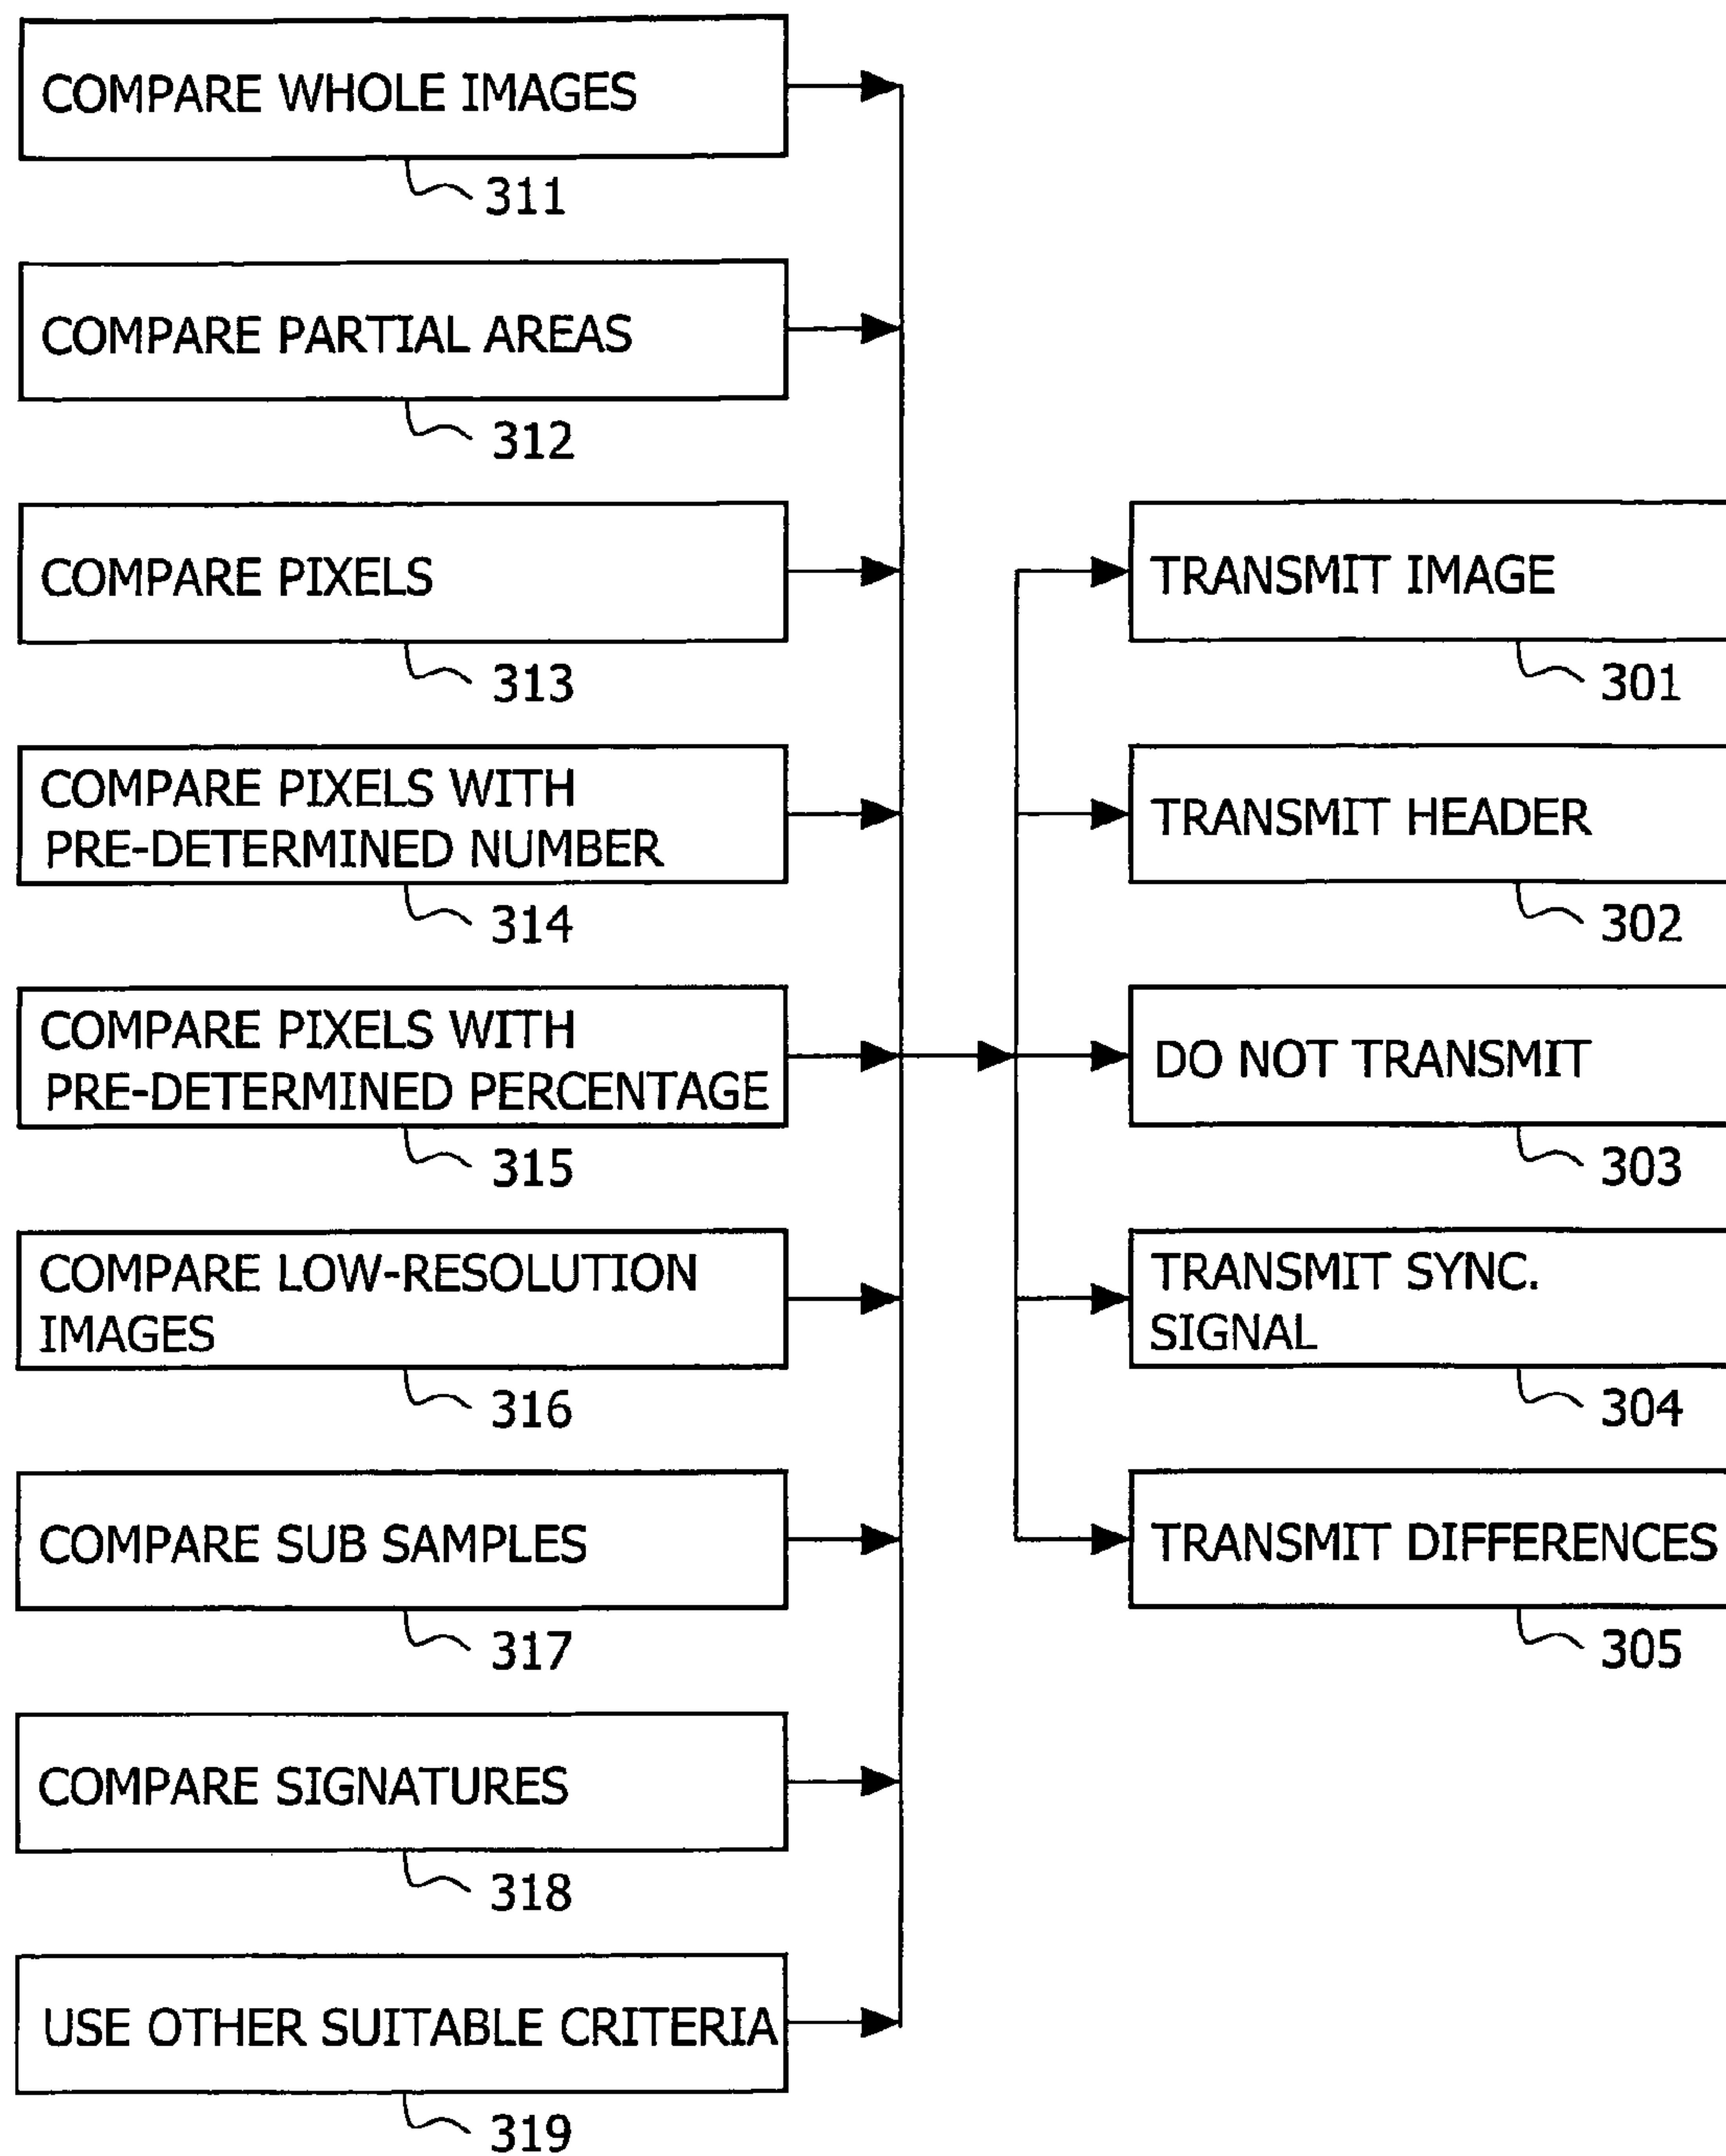 COMPARE WHOLE IMAGES
311
COMPARE PARTIAL AREAS
312
COMPARE PIXELS
313
COMPARE PIXELS WITH
PRE-DETERMINED NUMBER
314
COMPARE PIXELS WITH
PRE-DETERMINED PERCENTAGE
315
COMPARE LOW-RESOLUTION
IMAGES
316
COMPARE SUB SAMPLES
317
COMPARE SIGNATURES
318
USE OTHER SUITABLE CRITERIA
319
TRANSMIT IMAGE
301
TRANSMIT HEADER
302
DO NOT TRANSMIT
303
TRANSMIT SYNC.
SIGNAL
304
TRANSMIT DIFFERENCES
305